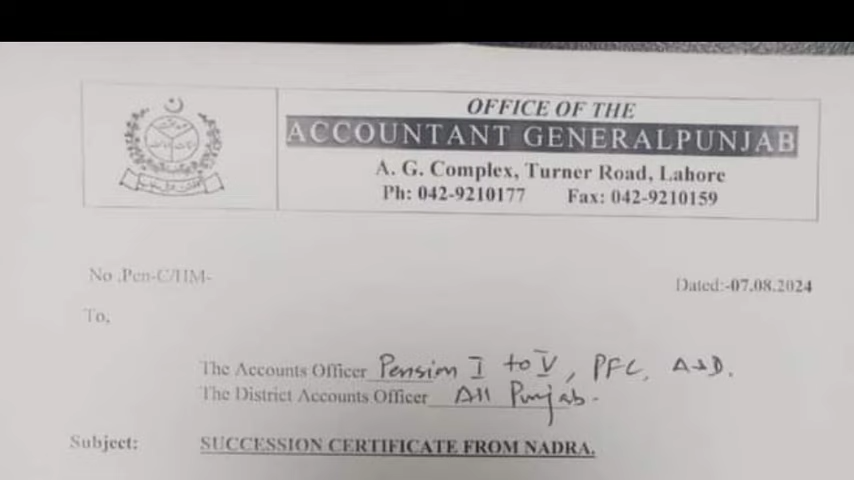 OFFICE OF THE
ACCOUNTANT GENERALPUNJAB
A. G. Complex, Turner Road, Lahore
Ph: 042-9210177 Fax: 042-9210159
No .Pen-C/HM- Dated:-07.08.2024
To,
The Accounts Officer Pension I to V, PFC, A&D.
The District Accounts Officer All Punjab.
Subject: SUCCESSION CERTIFICATE FROM NADRA.